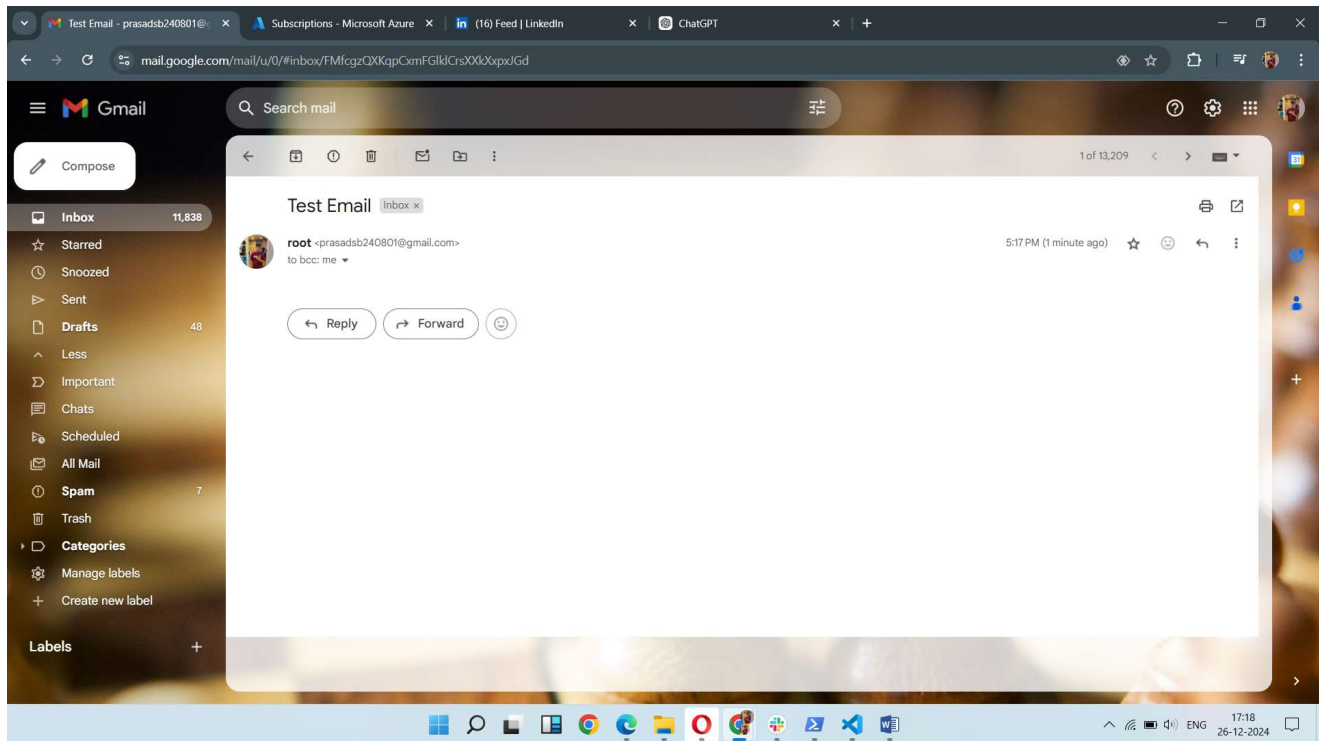 Test Email - prasadsb240801@g
Subscriptions - Microsoft Azure
in (16) Feed | LinkedIn
ChatGPT
mail.google.com/mail/u/0/#inbox/FMfcgzQXKqpCxmFGlklCrsXXkXxpxJGd
Gmail
Search mail
Compose
1 of 13,209
31
Test Email Inbox ×
Inbox 11,838
root <prasadsb240801@gmail.com> 5:17 PM (1 minute ago)
to bcc: me
Starred
Snoozed
Sent
Reply Forward
Drafts 48
Less
Important
Chats
Scheduled
All Mail
Spam 7
Trash
Categories
Manage labels
Create new label
Labels
ENG 17:18
26-12-2024